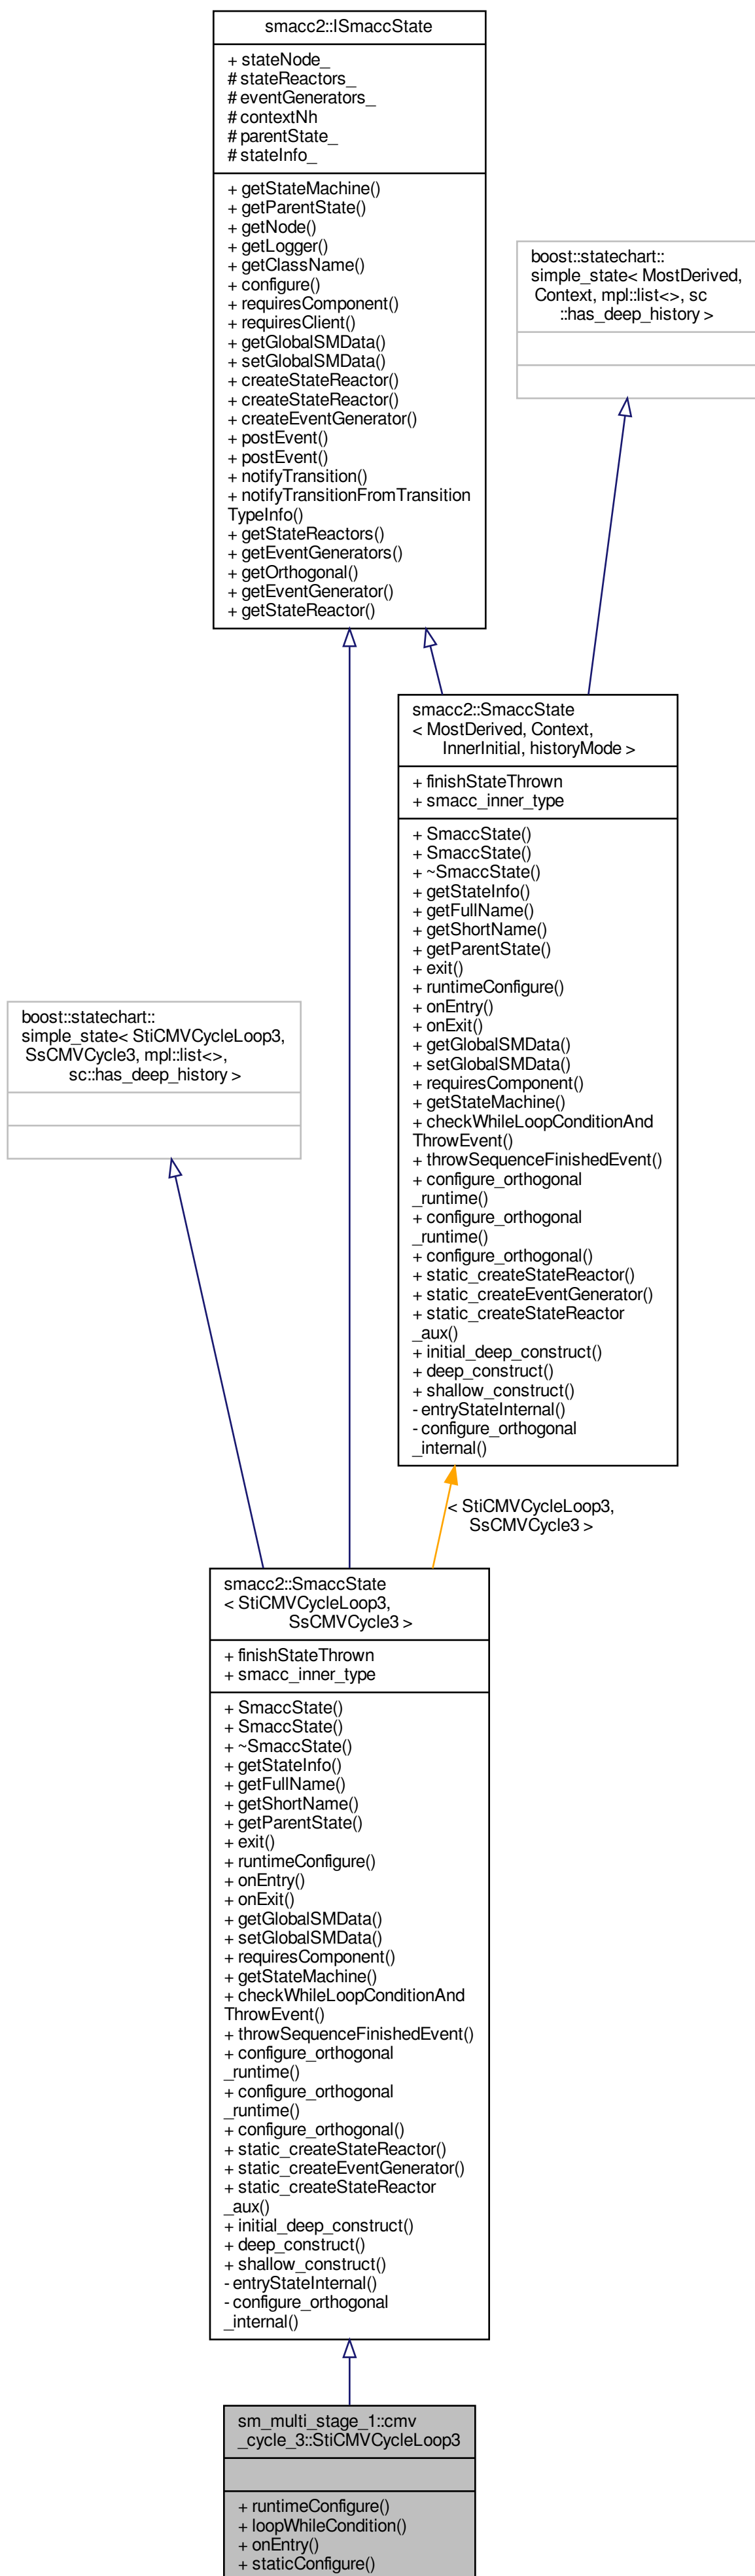 smacc2::ISmaccState
+ stateNode_
# stateReactors_
# eventGenerators_
# contextNh
# parentState_
# stateInfo_
+ getStateMachine()
+ getParentState()
+ getNode()
+ getLogger()
+ getClassName()
+ configure()
+ requiresComponent()
+ requiresClient()
+ getGlobalSMData()
+ setGlobalSMData()
+ createStateReactor()
+ createStateReactor()
+ createEventGenerator()
+ postEvent()
+ postEvent()
+ notifyTransition()
+ notifyTransitionFromTransition
TypeInfo()
+ getStateReactors()
+ getEventGenerators()
+ getOrthogonal()
+ getEventGenerator()
+ getStateReactor()
boost::statechart::
simple_state< MostDerived,
Context, mpl::list<>, sc
::has_deep_history >
smacc2::SmaccState
< MostDerived, Context,
InnerInitial, historyMode >
+ finishStateThrown
+ smacc_inner_type
+ SmaccState()
+ SmaccState()
+ ~SmaccState()
+ getStateInfo()
+ getFullName()
+ getShortName()
+ getParentState()
+ exit()
+ runtimeConfigure()
+ onEntry()
+ onExit()
+ getGlobalSMData()
+ setGlobalSMData()
+ requiresComponent()
+ getStateMachine()
+ checkWhileLoopConditionAnd
ThrowEvent()
+ throwSequenceFinishedEvent()
+ configure_orthogonal
_runtime()
+ configure_orthogonal
_runtime()
+ configure_orthogonal()
+ static_createStateReactor()
+ static_createEventGenerator()
+ static_createStateReactor
_aux()
+ initial_deep_construct()
+ deep_construct()
+ shallow_construct()
- entryStateInternal()
- configure_orthogonal
_internal()
boost::statechart::
simple_state< StiCMVCycleLoop3,
SsCMVCycle3, mpl::list<>,
sc::has_deep_history >
< StiCMVCycleLoop3,
SsCMVCycle3 >
smacc2::SmaccState
< StiCMVCycleLoop3,
SsCMVCycle3 >
+ finishStateThrown
+ smacc_inner_type
+ SmaccState()
+ SmaccState()
+ ~SmaccState()
+ getStateInfo()
+ getFullName()
+ getShortName()
+ getParentState()
+ exit()
+ runtimeConfigure()
+ onEntry()
+ onExit()
+ getGlobalSMData()
+ setGlobalSMData()
+ requiresComponent()
+ getStateMachine()
+ checkWhileLoopConditionAnd
ThrowEvent()
+ throwSequenceFinishedEvent()
+ configure_orthogonal
_runtime()
+ configure_orthogonal
_runtime()
+ configure_orthogonal()
+ static_createStateReactor()
+ static_createEventGenerator()
+ static_createStateReactor
_aux()
+ initial_deep_construct()
+ deep_construct()
+ shallow_construct()
- entryStateInternal()
- configure_orthogonal
_internal()
sm_multi_stage_1::cmv
_cycle_3::StiCMVCycleLoop3
+ runtimeConfigure()
+ loopWhileCondition()
+ onEntry()
+ staticConfigure()